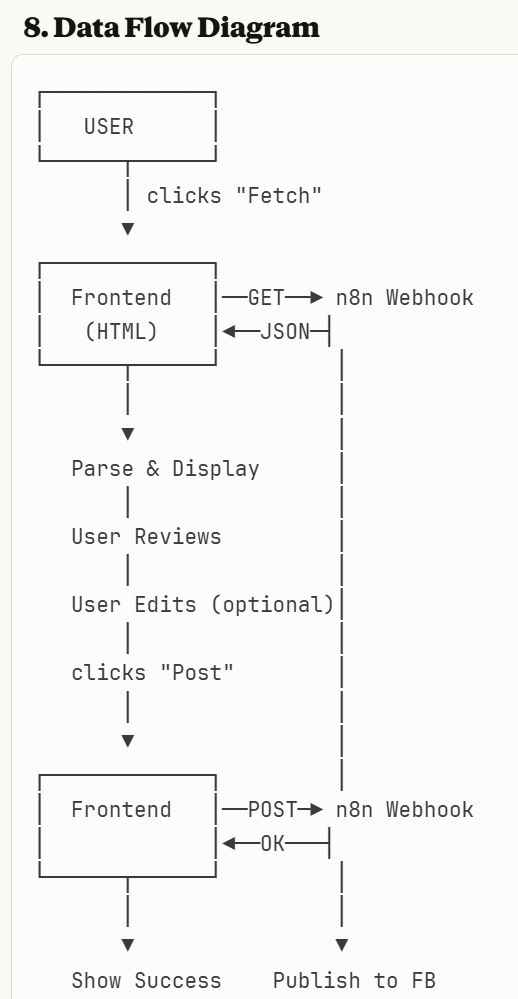 8. Data Flow Diagram
USER
clicks "Fetch"
Frontend
GET
n8n Webhook
(HTML)
JSON
Parse & Display
User Reviews
User Edits (optional)
clicks "Post"
Frontend
POST
n8n Webhook
OK
Show Success
Publish to FB